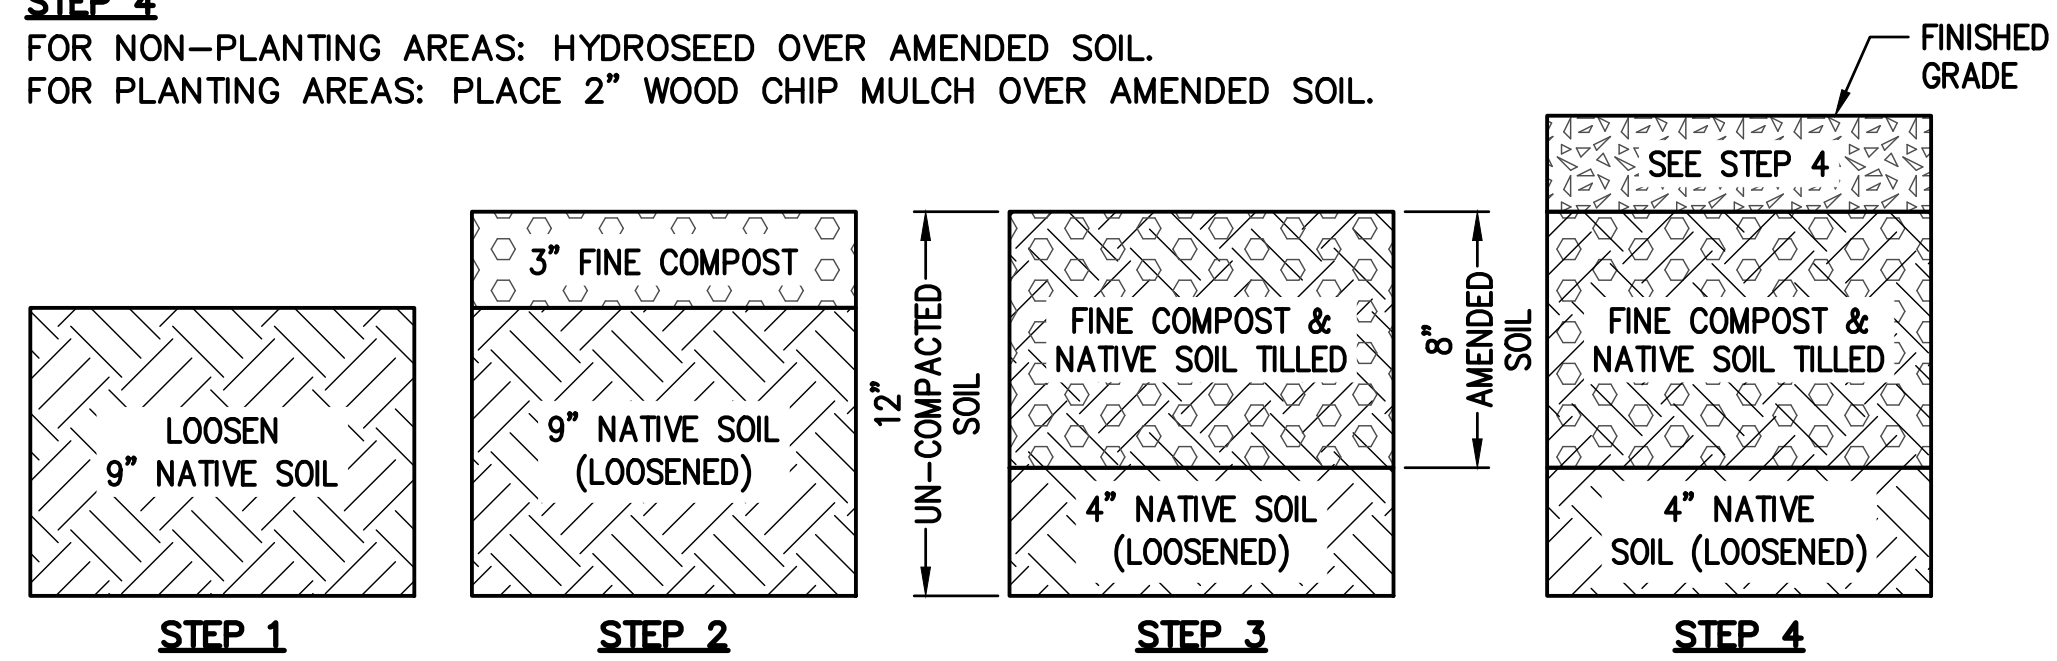 STEP 4
FOR NON-PLANTING AREAS: HYDROSEED OVER AMENDED SOIL.
FOR PLANTING AREAS: PLACE 2" WOOD CHIP MULCH OVER AMENDED SOIL.
FINISHED
GRADE
LOOSEN
9" NATIVE SOIL
STEP 1
3" FINE COMPOST
9" NATIVE SOIL
(LOOSENED)
STEP 2
12"
UN-COMPACTED
SOIL
FINE COMPOST &
NATIVE SOIL TILLED
4" NATIVE SOIL
(LOOSENED)
STEP 3
8"
AMENDED
SOIL
SEE STEP 4
FINE COMPOST &
NATIVE SOIL TILLED
4" NATIVE
SOIL (LOOSENED)
STEP 4